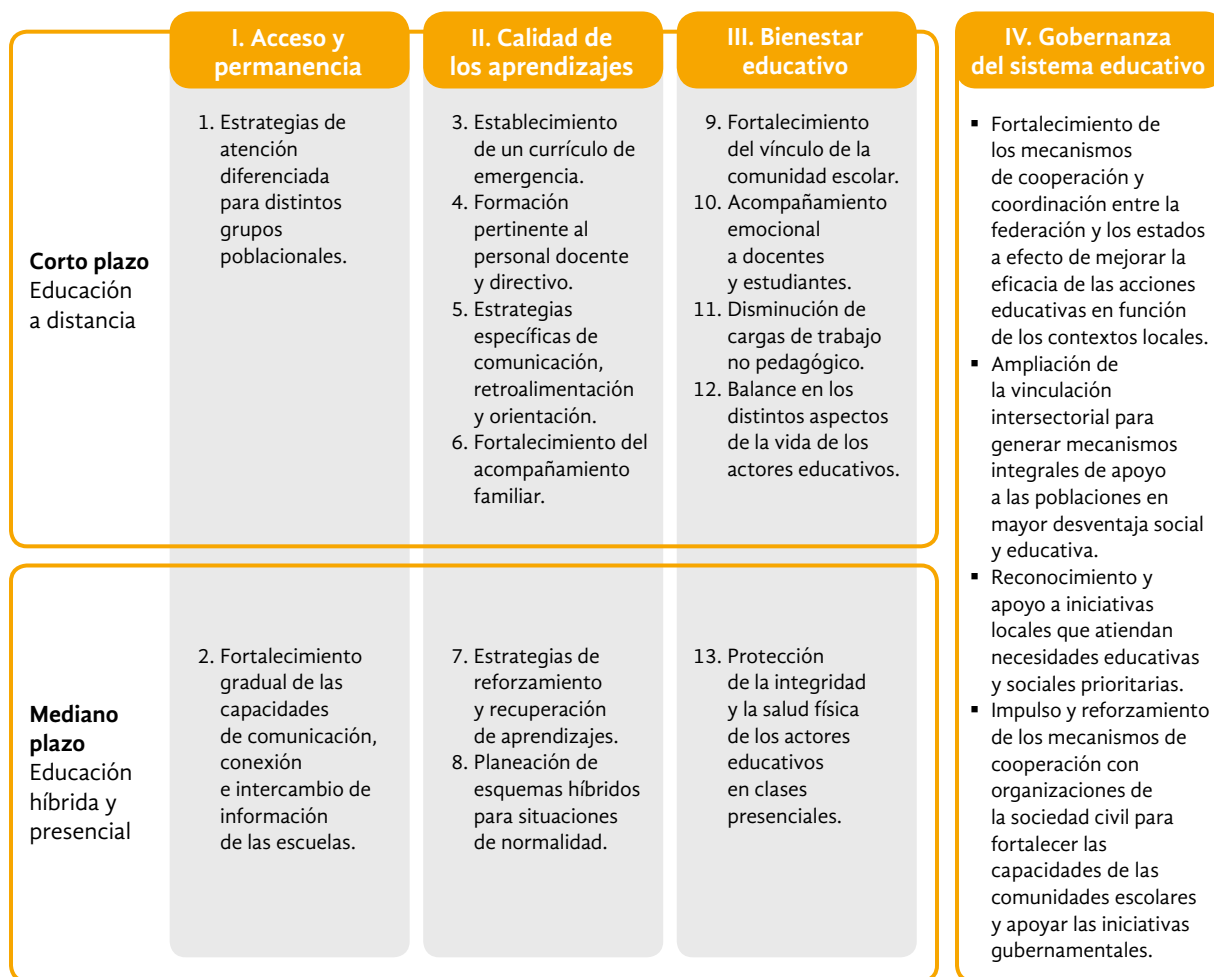 I. Acceso y
permanencia
II. Calidad de
los aprendizajes
III. Bienestar
educativo
IV. Gobernanza
del sistema educativo
Corto plazo
Educación
a distancia
1. Estrategias de
atención
diferenciada
para distintos
grupos
poblacionales.
3. Establecimiento
de un currículo de
emergencia.
4. Formación
pertinente al
personal docente
y directivo.
5. Estrategias
específicas de
comunicación,
retroalimentación
y orientación.
6. Fortalecimiento del
acompañamiento
familiar.
9. Fortalecimiento
del vínculo de la
comunidad escolar.
10. Acompañamiento
emocional
a docentes
y estudiantes.
11. Disminución de
cargas de trabajo
no pedagógico.
12. Balance en los
distintos aspectos
de la vida de los
actores educativos.
Mediano
plazo
Educación
híbrida y
presencial
2. Fortalecimiento
gradual de las
capacidades
de comunicación,
conexión
e intercambio de
información
de las escuelas.
7. Estrategias de
reforzamiento
y recuperación
de aprendizajes.
8. Planeación de
esquemas híbridos
para situaciones
de normalidad.
13. Protección
de la integridad
y la salud física
de los actores
educativos
en clases
presenciales.
▪ Fortalecimiento de
los mecanismos
de cooperación y
coordinación entre la
federación y los estados
a efecto de mejorar la
eficacia de las acciones
educativas en función
de los contextos locales.
▪ Ampliación de
la vinculación
intersectorial para
generar mecanismos
integrales de apoyo
a las poblaciones en
mayor desventaja social
y educativa.
▪ Reconocimiento y
apoyo a iniciativas
locales que atiendan
necesidades educativas
y sociales prioritarias.
▪ Impulso y reforzamiento
de los mecanismos de
cooperación con
organizaciones de
la sociedad civil para
fortalecer las
capacidades de las
comunidades escolares
y apoyar las iniciativas
gubernamentales.